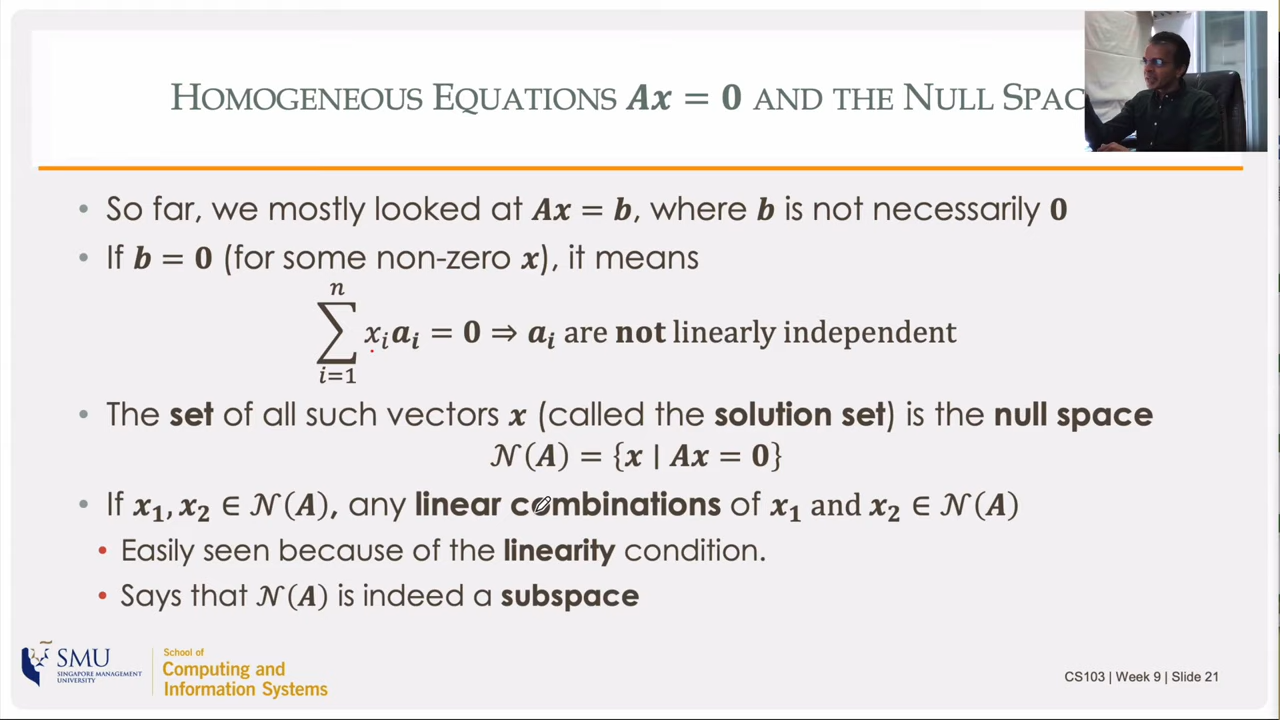 HOMOGENEOUS EQUATIONS Ax = 0 AND THE NULL SPAC
• So far, we mostly looked at Ax = b, where b is not necessarily 0
• If b = 0 (for some non-zero x), it means
n
∑ xᵢaᵢ = 0 ⇒ aᵢ are not linearly independent
i=1
• The set of all such vectors x (called the solution set) is the null space
𝒩(A) = {x | Ax = 0}
• If x₁, x₂ ∈ 𝒩(A), any linear combinations of x₁ and x₂ ∈ 𝒩(A)
• Easily seen because of the linearity condition.
• Says that 𝒩(A) is indeed a subspace
SMU
SINGAPORE MANAGEMENT
UNIVERSITY
School of
Computing and
Information Systems
CS103 | Week 9 | Slide 21